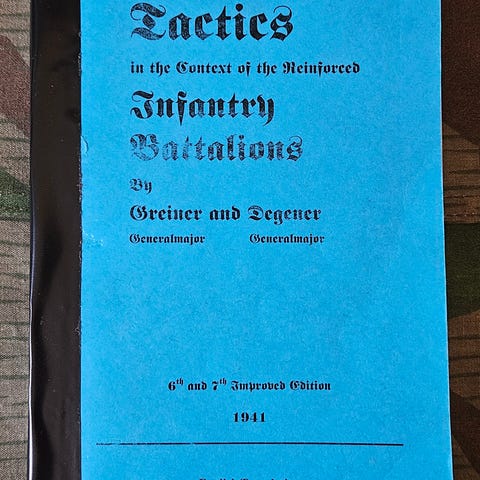 Tactics
in the Context of the Reinforced
Infantry
Battalions
By
Greiner and Degener
Generalmajor Generalmajor
6th and 7th Improved Edition
1941